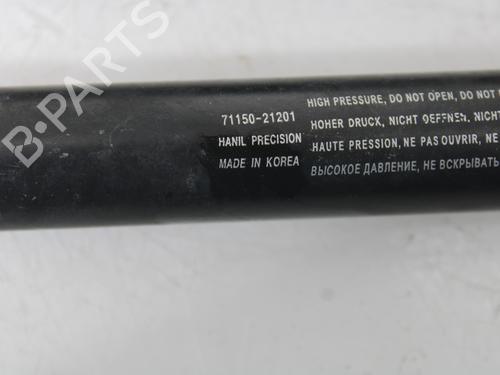 B-PARTS
71150-21201
HANIL PRECISION
MADE IN KOREA
HIGH PRESSURE, DO NOT OPEN, DO NOT
HOHER DRUCK, NICHT OEFFNEN, NICHT
HAUTE PRESSION, NE PAS OUVRIR, NE
ВЫСОКОЕ ДАВЛЕНИЕ, НЕ ВСКРЫВАТЬ